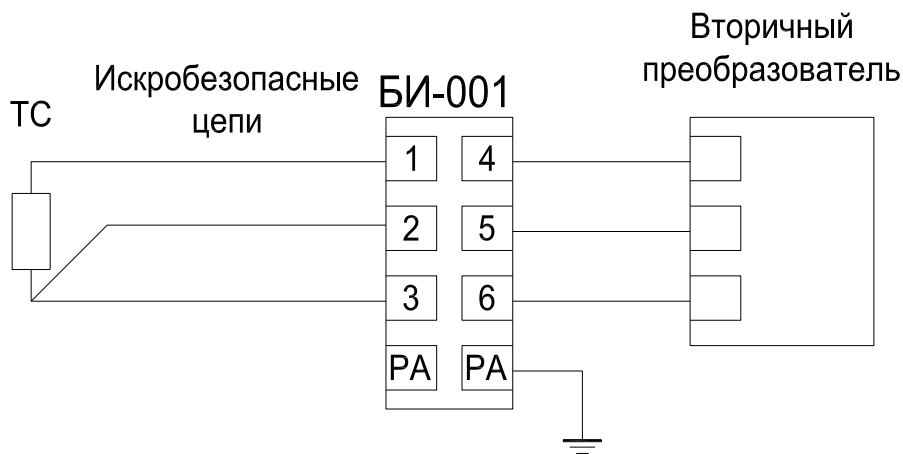 Вторичный
преобразователь
Искробезопасные
цепи
ТС
БИ-001
1 4
2 5
3 6
PA PA